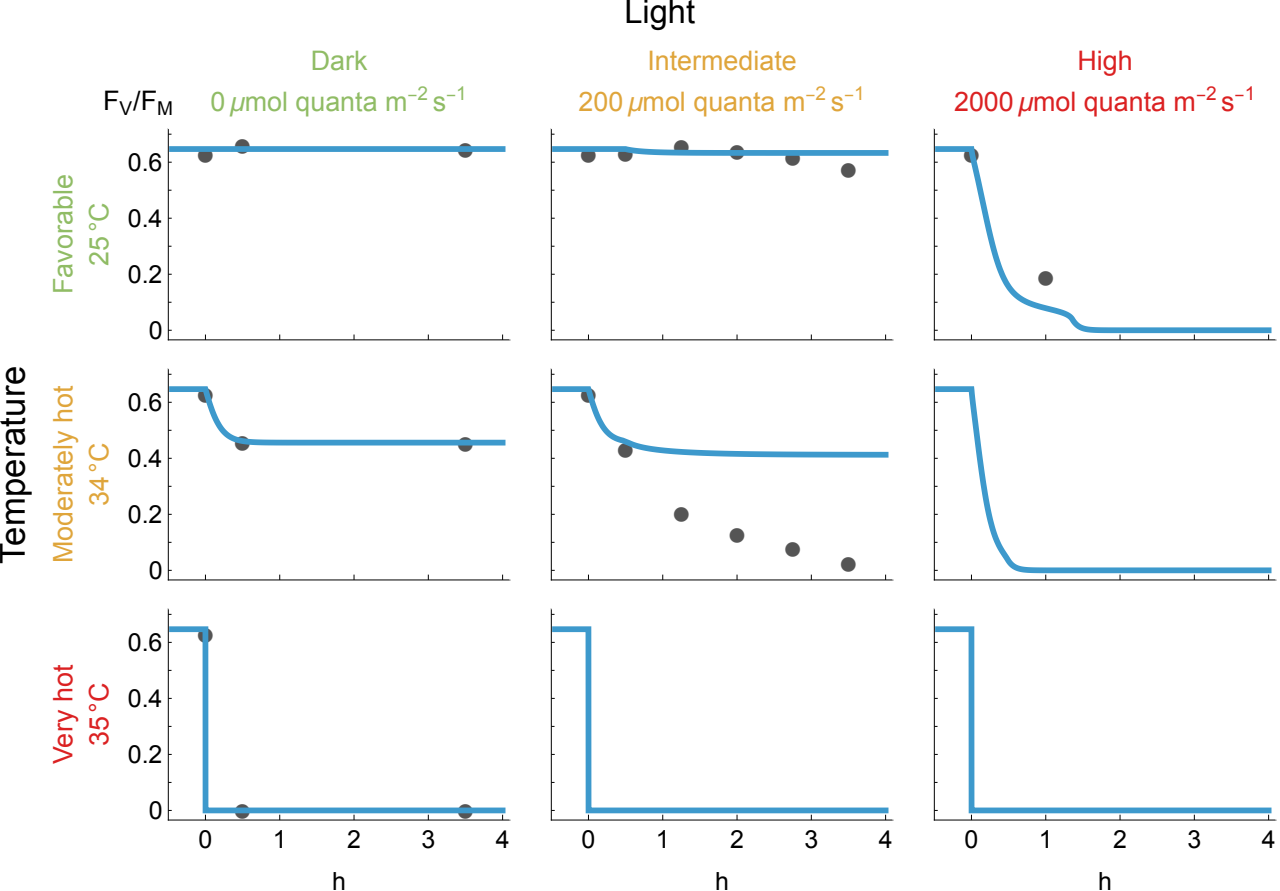 Light
Dark
Intermediate
High
F_V/F_M
0 µmol quanta m⁻² s⁻¹
200 µmol quanta m⁻² s⁻¹
2000 µmol quanta m⁻² s⁻¹
Temperature
Favorable
25 °C
0.6
0.4
0.2
0
Moderately hot
34 °C
0.6
0.4
0.2
0
Very hot
35 °C
0.6
0.4
0.2
0
0 1 2 3 4
0 1 2 3 4
0 1 2 3 4
h
h
h